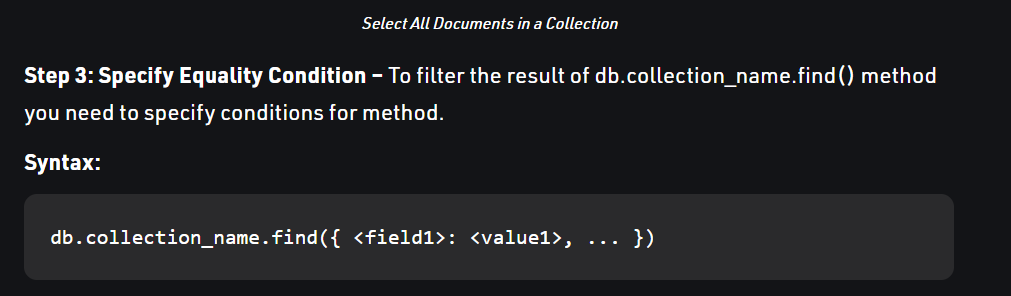 Select All Documents in a Collection
Step 3: Specify Equality Condition – To filter the result of db.collection_name.find() method
you need to specify conditions for method.
Syntax:
db.collection_name.find({ <field1>: <value1>, ... })